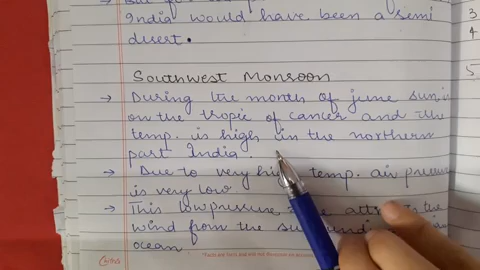 India would have been a semi
desert.
Southwest Monsoon
→ During the month of june sun is
on the tropic of cancer and the
temp. is high in the northern
part India.
→ Due to very high temp. air pressure
is very low
→ This low pressure the
wind from the
ocean
Class